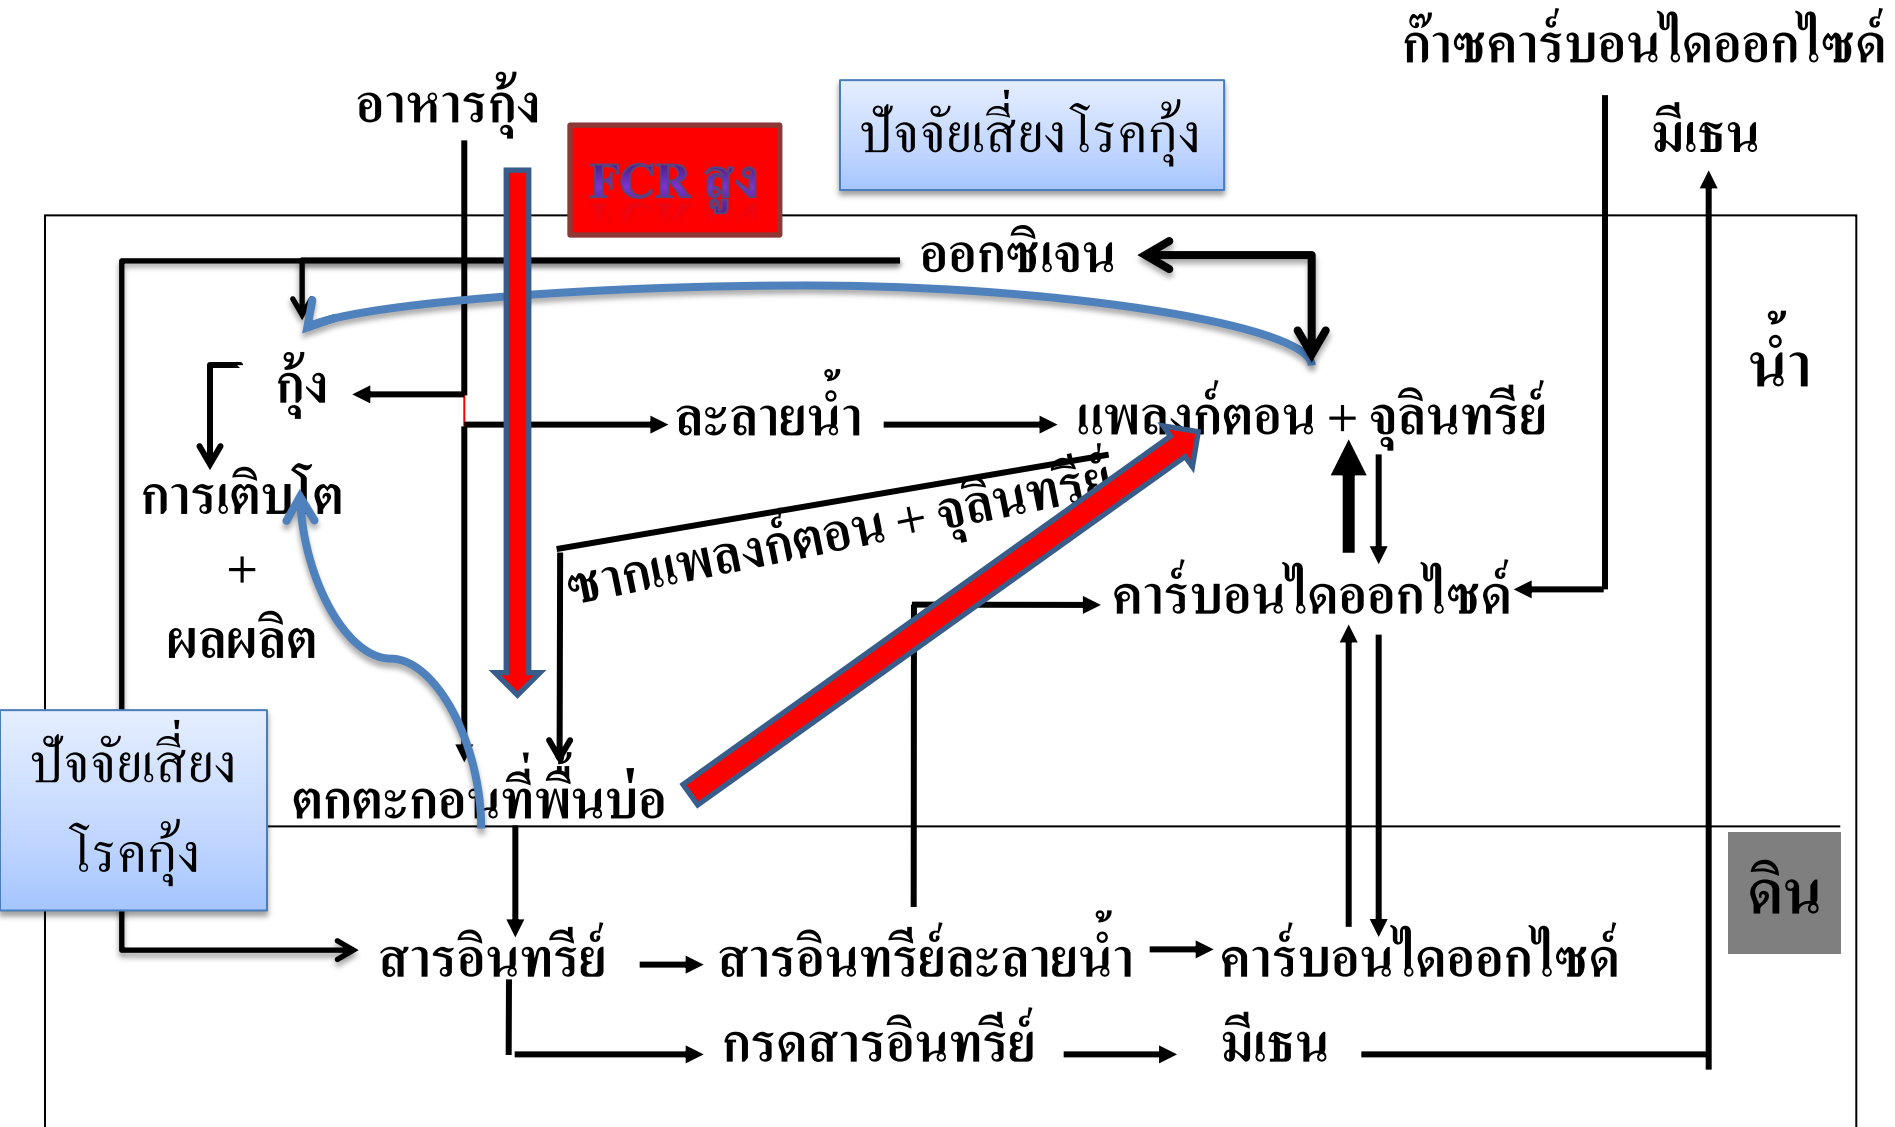 ก๊าซคาร์บอนไดออกไซด์
อาหารกุ้ง
ปัจจัยเสี่ยงโรคกุ้ง
มีเธน
FCR สูง
ออกซิเจน
น้ำ
กุ้ง
ละลายน้ำ
แพลงก์ตอน + จุลินทรีย์
การเติบโต
+
ผลผลิต
ซากแพลงก์ตอน + จุลินทรีย์
คาร์บอนไดออกไซด์
ปัจจัยเสี่ยง
โรคกุ้ง
ตกตะกอนที่พื้นบ่อ
ดิน
สารอินทรีย์
สารอินทรีย์ละลายน้ำ
คาร์บอนไดออกไซด์
กรดสารอินทรีย์
มีเธน